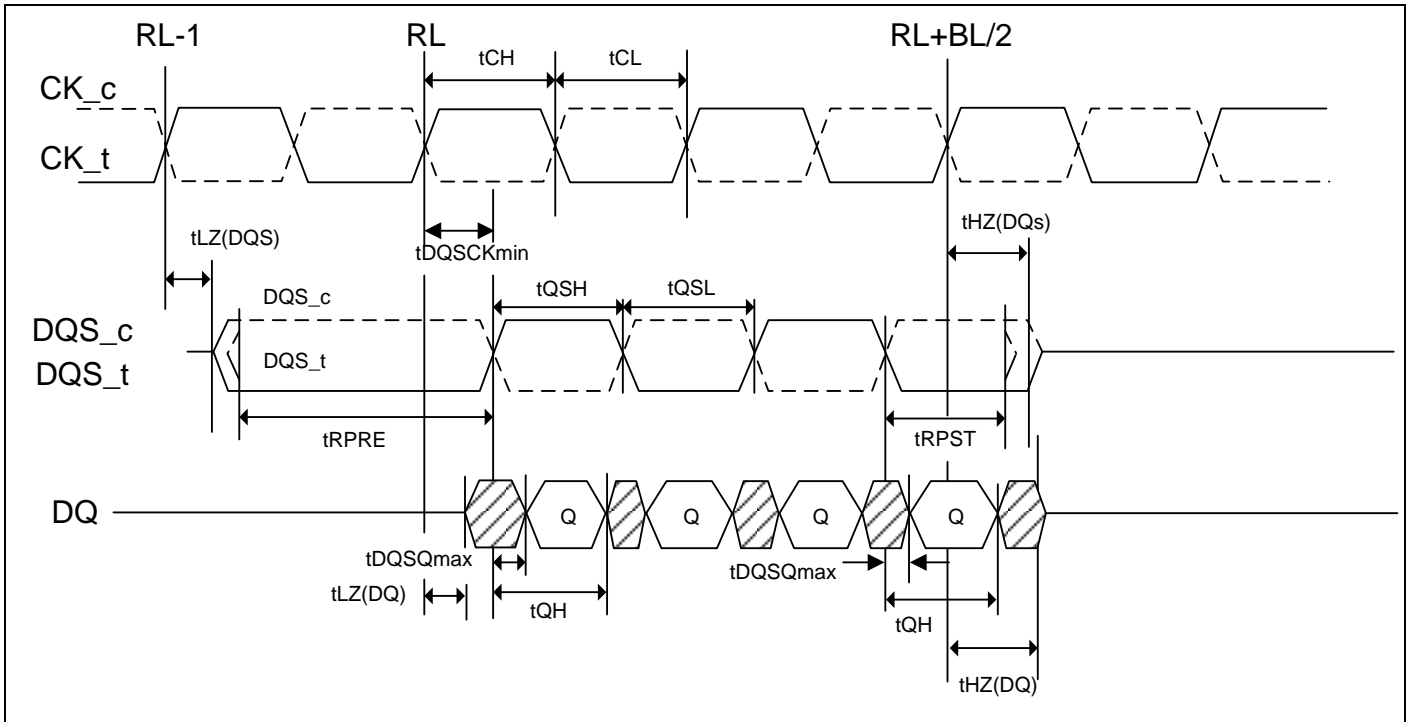 RL-1
RL
RL+BL/2
tCH
tCL
CK_c
CK_t
tLZ(DQS)
tDQSCKmin
tHZ(DQs)
DQS_c
tQSH
tQSL
DQS_c
DQS_t
DQS_t
tRPRE
tRPST
DQ
Q
Q
Q
Q
tDQSQmax
tDQSQmax
tLZ(DQ)
tQH
tQH
tHZ(DQ)